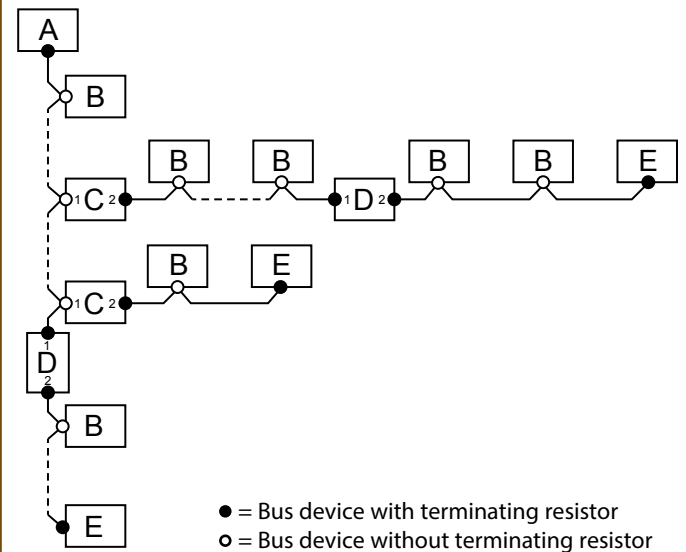 A
B
B B B B E
1 C 2 1 D 2
B E
1 C 2
1
D
2
B
E
● = Bus device with terminating resistor
○ = Bus device without terminating resistor